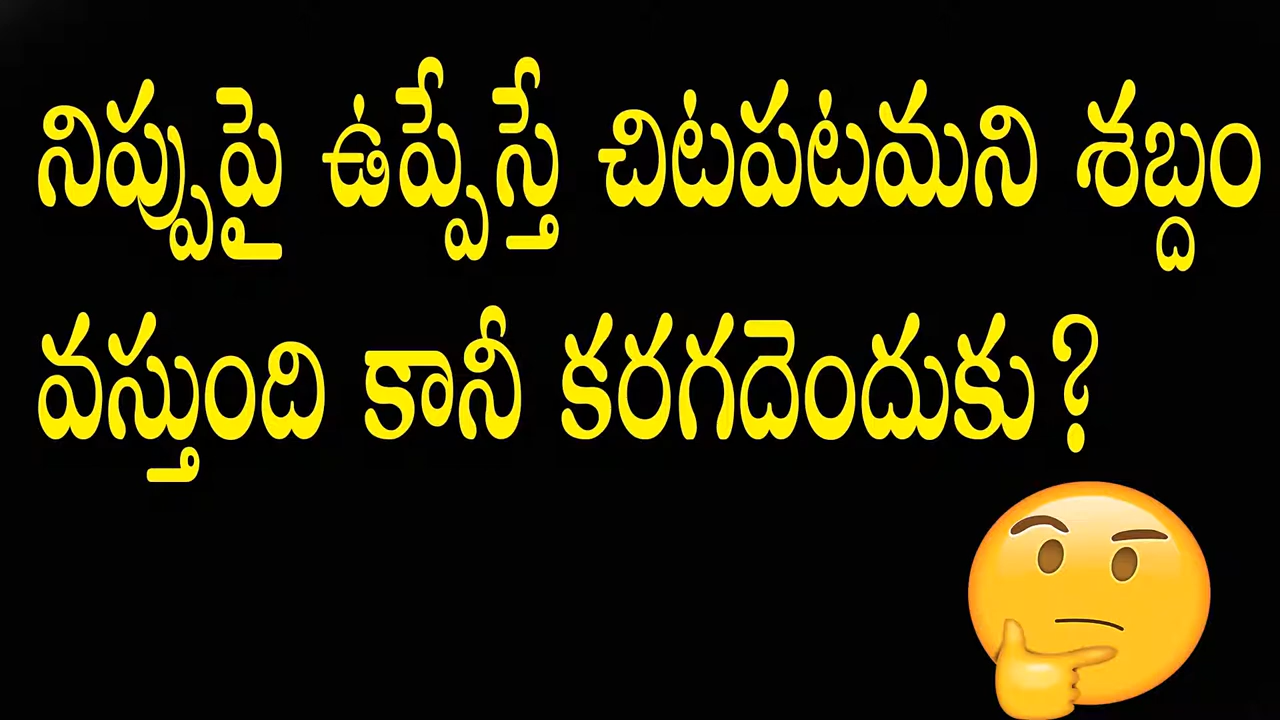 నిప్పుపై ఉప్పేస్తే చిటపటమని శబ్దం
వస్తుంది కానీ కరగదెందుకు?